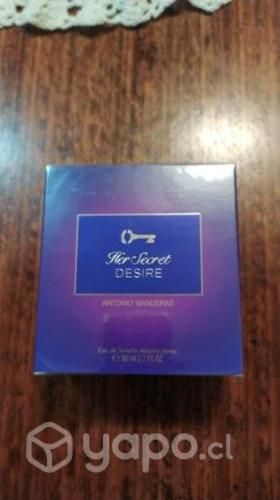 Her Secret
DESIRE
ANTONIO BANDERAS
Eau de Toilette Natural Spray
℮ 80 ml 2.7 FL.OZ
yapo.cl